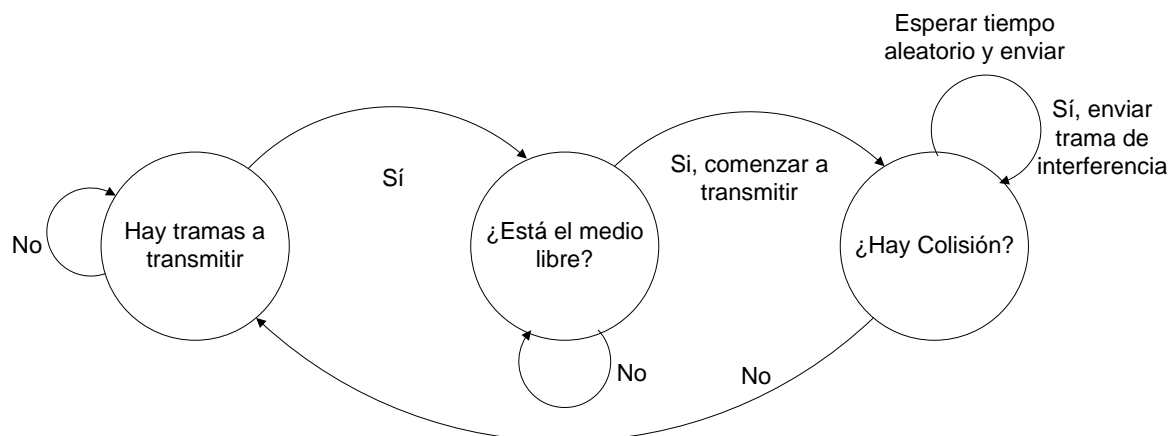 Esperar tiempo
aleatorio y enviar
Sí, enviar
trama de
interferencia
Sí
Si, comenzar a
transmitir
No
Hay tramas a
transmitir
¿Está el medio
libre?
¿Hay Colisión?
No
No